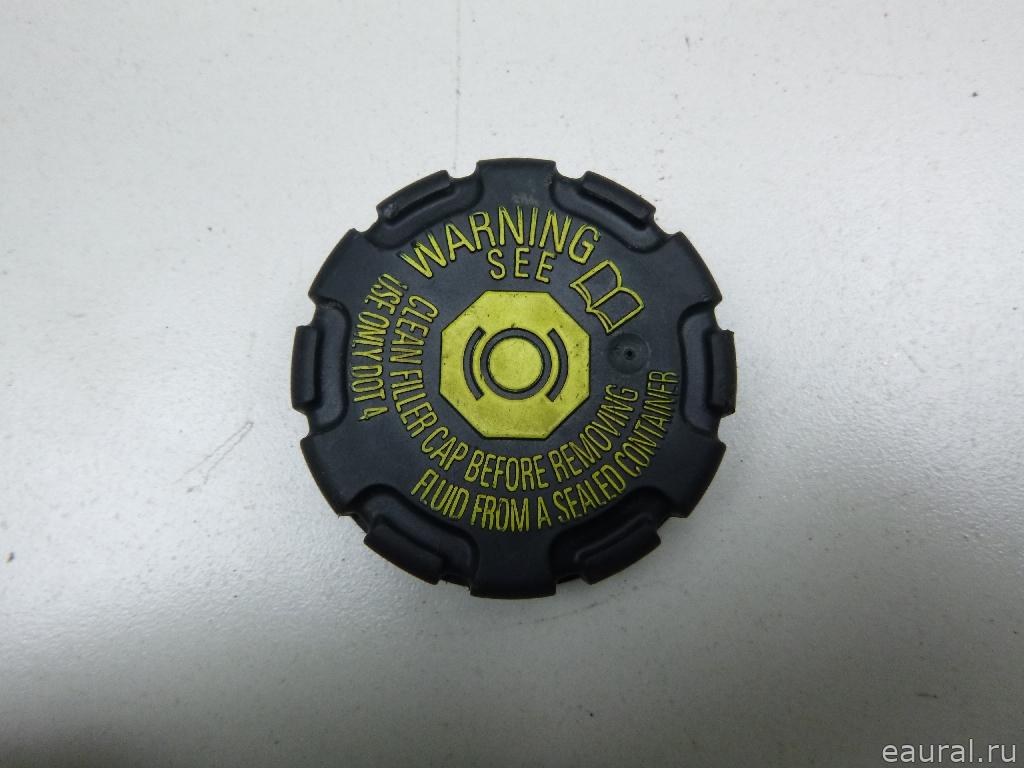 WARNING
SEE
CLEAN FILLER CAP BEFORE REMOVING
USE ONLY DOT 4
FLUID FROM A SEALED CONTAINER
eaural.ru